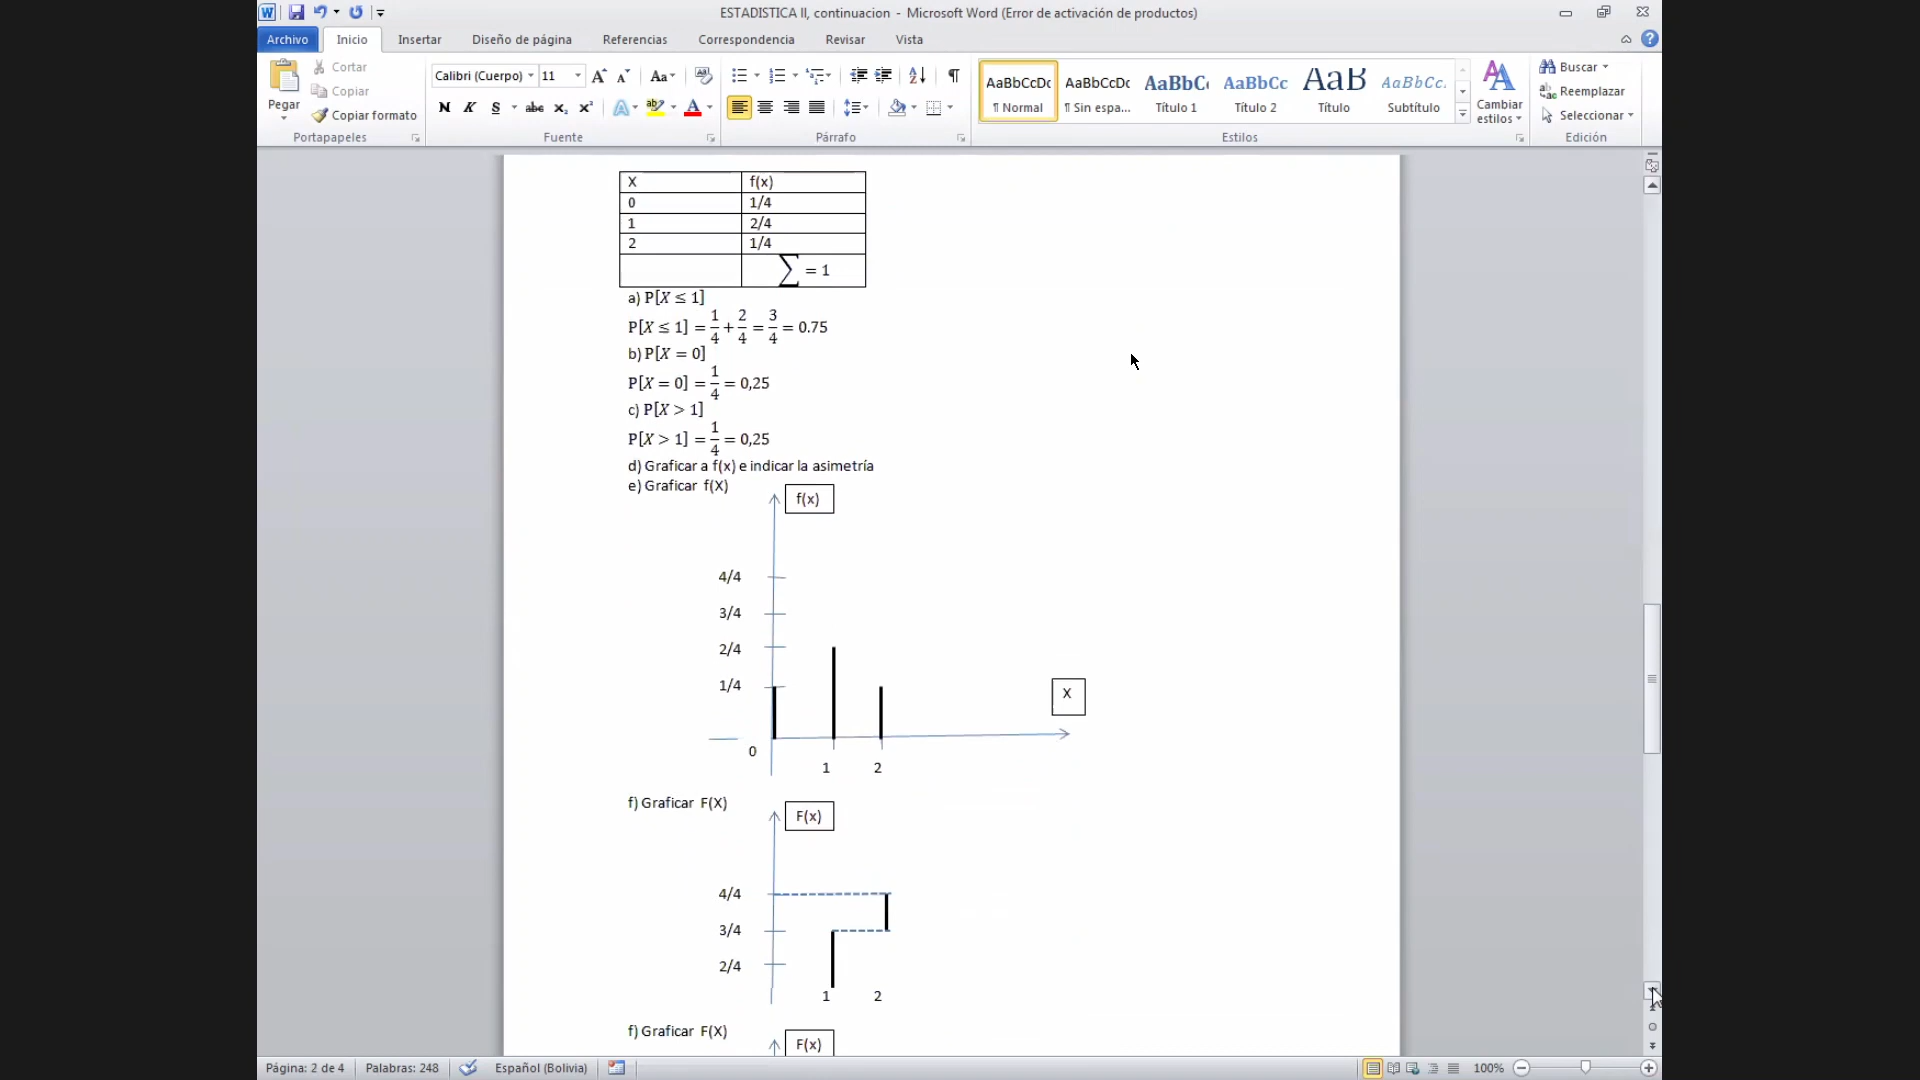 ESTADISTICA II, continuacion - Microsoft Word (Error de activación de productos)
Archivo Inicio Insertar Diseño de página Referencias Correspondencia Revisar Vista
Pegar
Cortar
Copiar
Copiar formato
Portapapeles
Calibri (Cuerpo) 11 Aa
N K S abc x₂ x² A ab A
Fuente
Párrafo
AaBbCcDc AaBbCcDc AaBbC AaBbCc AaB AaBbCc.
¶ Normal ¶ Sin espa... Título 1 Título 2 Título Subtítulo
Cambiar estilos
Estilos
Buscar
Reemplazar
Seleccionar
Edición
X f(x)
0 1/4
1 2/4
2 1/4
∑ = 1
a) P[X ≤ 1]
P[X ≤ 1] = 1/4 + 2/4 = 3/4 = 0.75
b) P[X = 0]
P[X = 0] = 1/4 = 0,25
c) P[X > 1]
P[X > 1] = 1/4 = 0,25
d) Graficar a f(x) e indicar la asimetría
e) Graficar f(X)
f(x)
4/4
3/4
2/4
1/4
X
0
1 2
f) Graficar F(X)
F(x)
4/4
3/4
2/4
1 2
f) Graficar F(X)
F(x)
Página: 2 de 4 Palabras: 248 Español (Bolivia) 100%